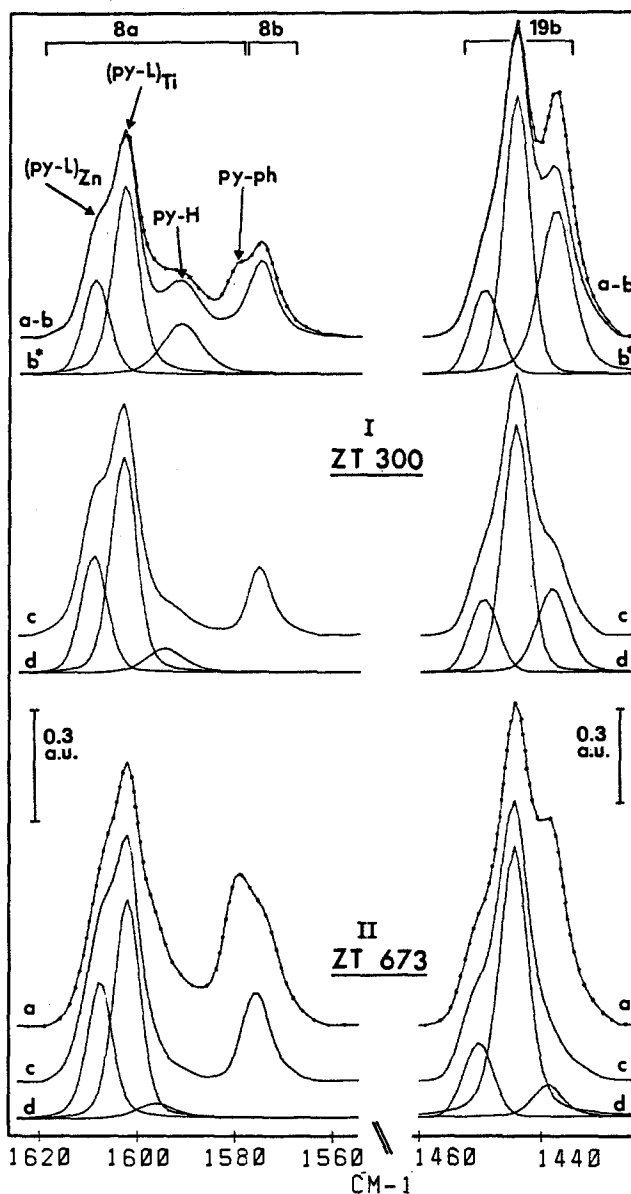 8a 8b 19b
(py-L)Ti
(py-L)Zn
py-H
py-ph
a-b
b*
a-b
b*
I
ZT 300
c
d
c
d
0.3
a.u.
0.3
a.u.
II
ZT 673
a
c
d
a
c
d
1620 1600 1580 1560 1460 1440
CM-1